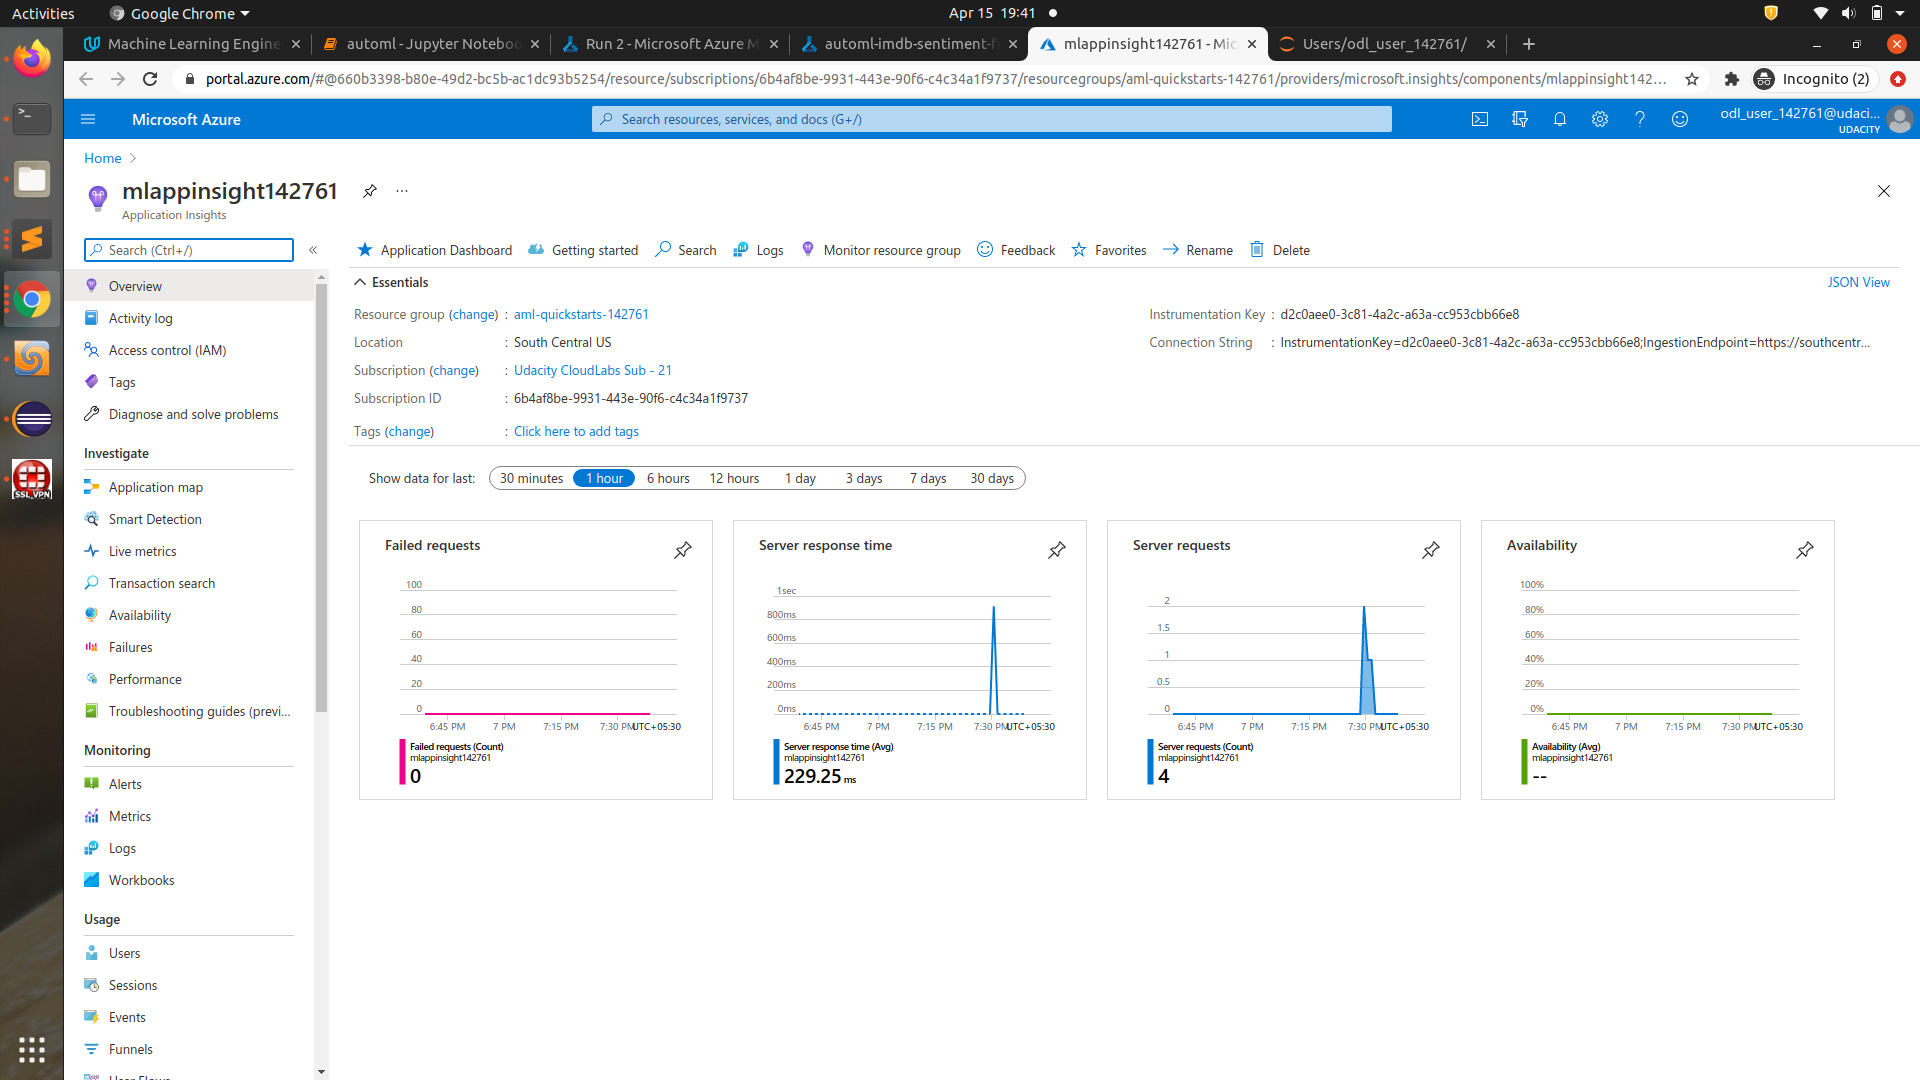 Activities
Google Chrome
Apr 15 19:41
Machine Learning Engine
automl - Jupyter Notebo
Run 2 - Microsoft Azure M
automl-imdb-sentiment-f
mlappinsight142761 - Mic
Users/odl_user_142761/
portal.azure.com/#@660b3398-b80e-49d2-bc5b-ac1dc93b5254/resource/subscriptions/6b4af8be-9931-443e-90f6-c4c34a1f9737/resourcegroups/aml-quickstarts-142761/providers/microsoft.insights/components/mlappinsight142...
Incognito (2)
Microsoft Azure
Search resources, services, and docs (G+/)
odl_user_142761@udaci...
UDACITY
Home
mlappinsight142761
Application Insights
Search (Ctrl+/)
Overview
Activity log
Access control (IAM)
Tags
Diagnose and solve problems
Investigate
Application map
Smart Detection
Live metrics
Transaction search
Availability
Failures
Performance
Troubleshooting guides (previ...
Monitoring
Alerts
Metrics
Logs
Workbooks
Usage
Users
Sessions
Events
Funnels
User Flows
SSL VPN
Application Dashboard
Getting started
Search
Logs
Monitor resource group
Feedback
Favorites
Rename
Delete
Essentials
JSON View
Resource group (change) : aml-quickstarts-142761
Location : South Central US
Subscription (change) : Udacity CloudLabs Sub - 21
Subscription ID : 6b4af8be-9931-443e-90f6-c4c34a1f9737
Tags (change) : Click here to add tags
Instrumentation Key : d2c0aee0-3c81-4a2c-a63a-cc953cbb66e8
Connection String : InstrumentationKey=d2c0aee0-3c81-4a2c-a63a-cc953cbb66e8;IngestionEndpoint=https://southcentr...
Show data for last:
30 minutes
1 hour
6 hours
12 hours
1 day
3 days
7 days
30 days
Failed requests
100
80
60
40
20
0
6:45 PM 7 PM 7:15 PM 7:30 PM UTC+05:30
Failed requests (Count)
mlappinsight142761
0
Server response time
1sec
800ms
600ms
400ms
200ms
0ms
6:45 PM 7 PM 7:15 PM 7:30 PM UTC+05:30
Server response time (Avg)
mlappinsight142761
229.25 ms
Server requests
2
1.5
1
0.5
0
6:45 PM 7 PM 7:15 PM 7:30 PM UTC+05:30
Server requests (Count)
mlappinsight142761
4
Availability
100%
80%
60%
40%
20%
0%
6:45 PM 7 PM 7:15 PM 7:30 PM UTC+05:30
Availability (Avg)
mlappinsight142761
--